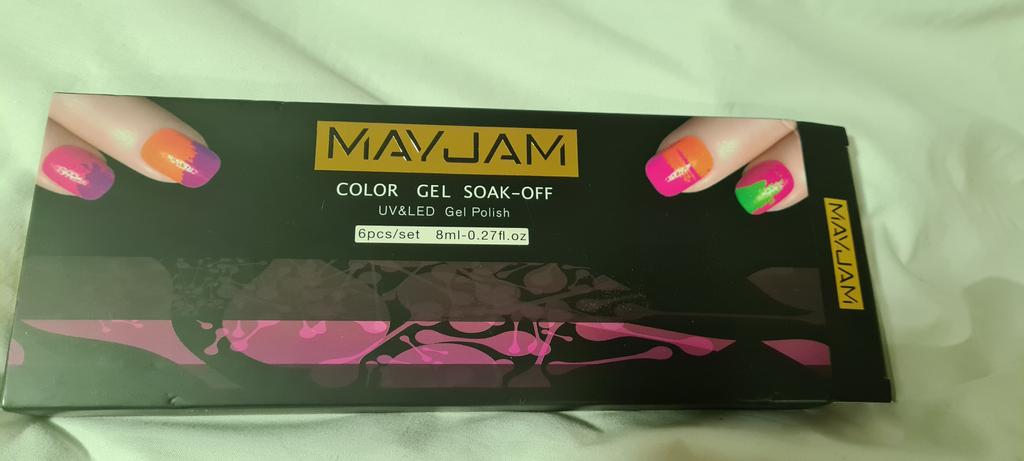 MAYJAM
COLOR GEL SOAK-OFF
UV&LED Gel Polish
6pcs/set 8ml-0.27fl.oz
MAYJAM